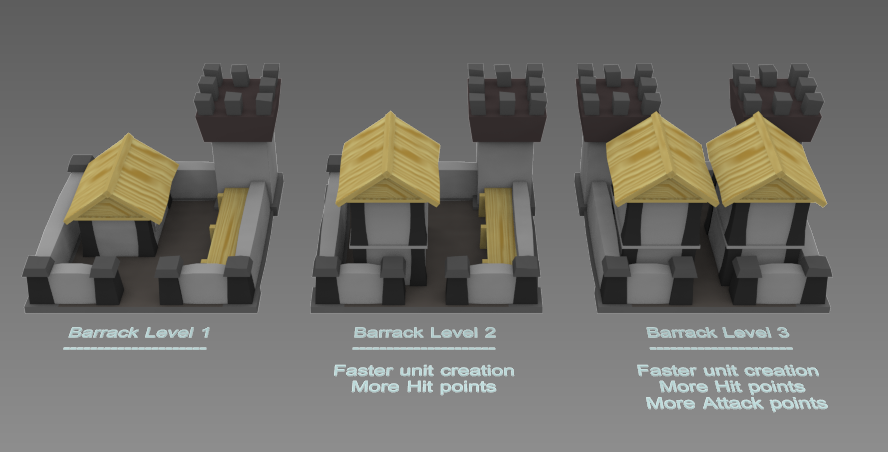 Barrack Level 1
Barrack Level 2
Faster unit creation
More Hit points
Barrack Level 3
Faster unit creation
More Hit points
More Attack points